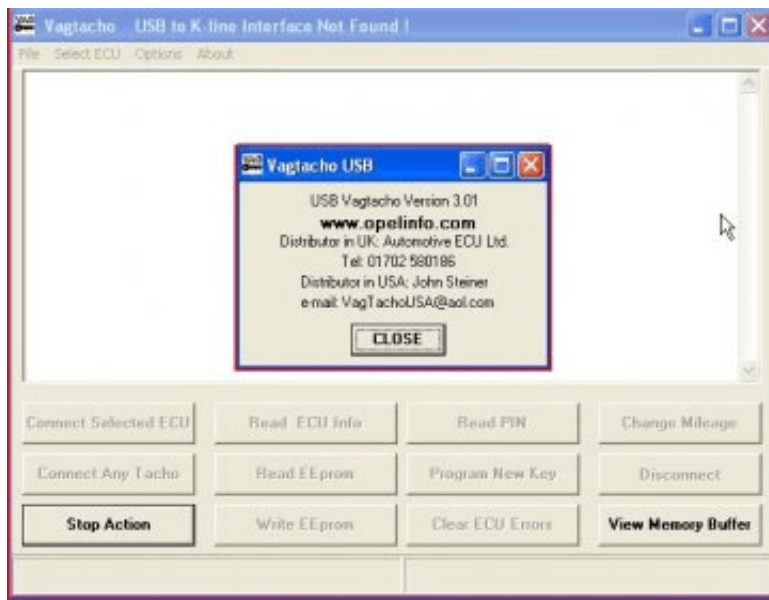 Vagtacho USB to K-line Interface Not Found !
File Select ECU Options About
Vagtacho USB
USB Vagtacho Version 3.01
www.opelinfo.com
Distributor in UK: Automotive ECU Ltd.
Tel: 01702 580186
Distributor in USA: John Steiner
e-mail: VagTachoUSA@aol.com
CLOSE
Connect Selected ECU Read ECU Info Read PIN Change Mileage
Connect Any Tacho Read EEprom Program New Key Disconnect
Stop Action Write EEprom Clear ECU Errors View Memory Buffer